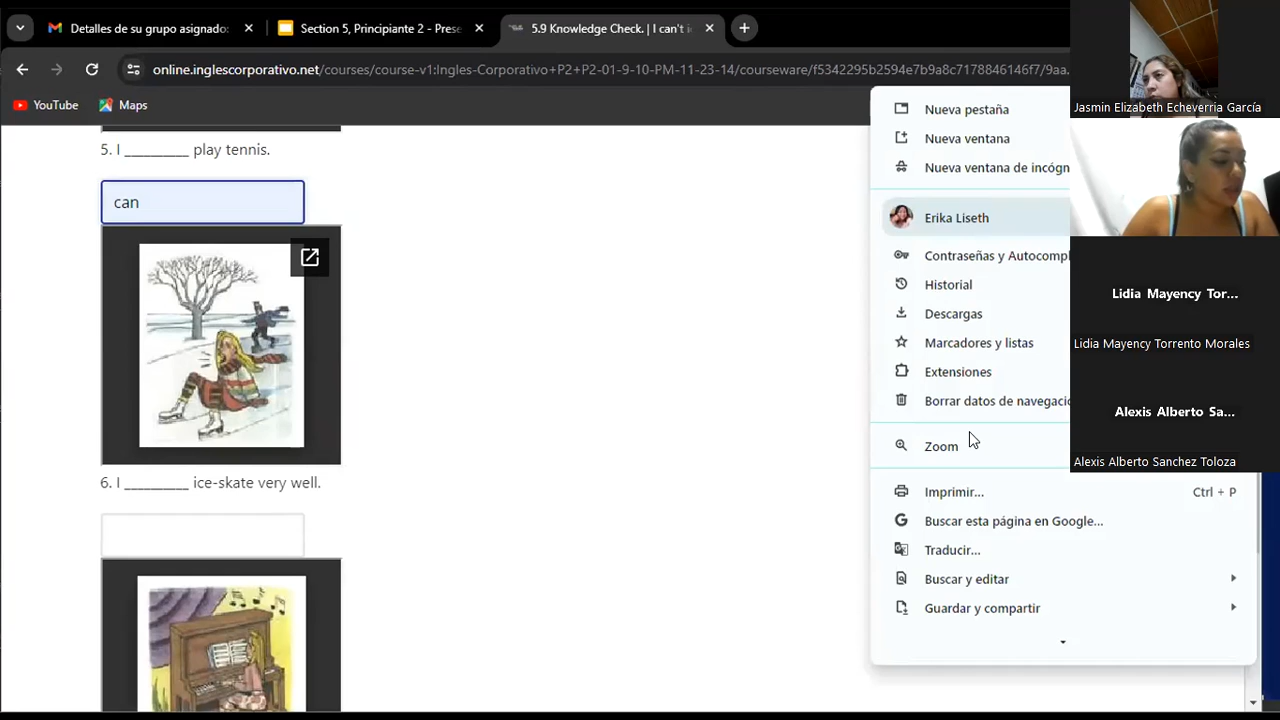 Detalles de su grupo asignado:
Section 5, Principiante 2 - Prese
5.9 Knowledge Check. | I can't i
online.inglescorporativo.net/courses/course-v1:Ingles-Corporativo+P2+P2-01-9-10-PM-11-23-14/courseware/f5342295b2594e7b9a8c7178846146f7/9aa.
YouTube
Maps
5. I _________ play tennis.
can
6. I _________ ice-skate very well.
Nueva pestaña
Nueva ventana
Nueva ventana de incógn
Erika Liseth
Contraseñas y Autocompl
Historial
Descargas
Marcadores y listas
Extensiones
Borrar datos de navegació
Zoom
Imprimir...
Ctrl + P
Buscar esta página en Google...
Traducir...
Buscar y editar
Guardar y compartir
Jasmin Elizabeth Echeverria García
Lidia Mayency Tor...
Lidia Mayency Torrento Morales
Alexis Alberto Sa...
Alexis Alberto Sanchez Toloza